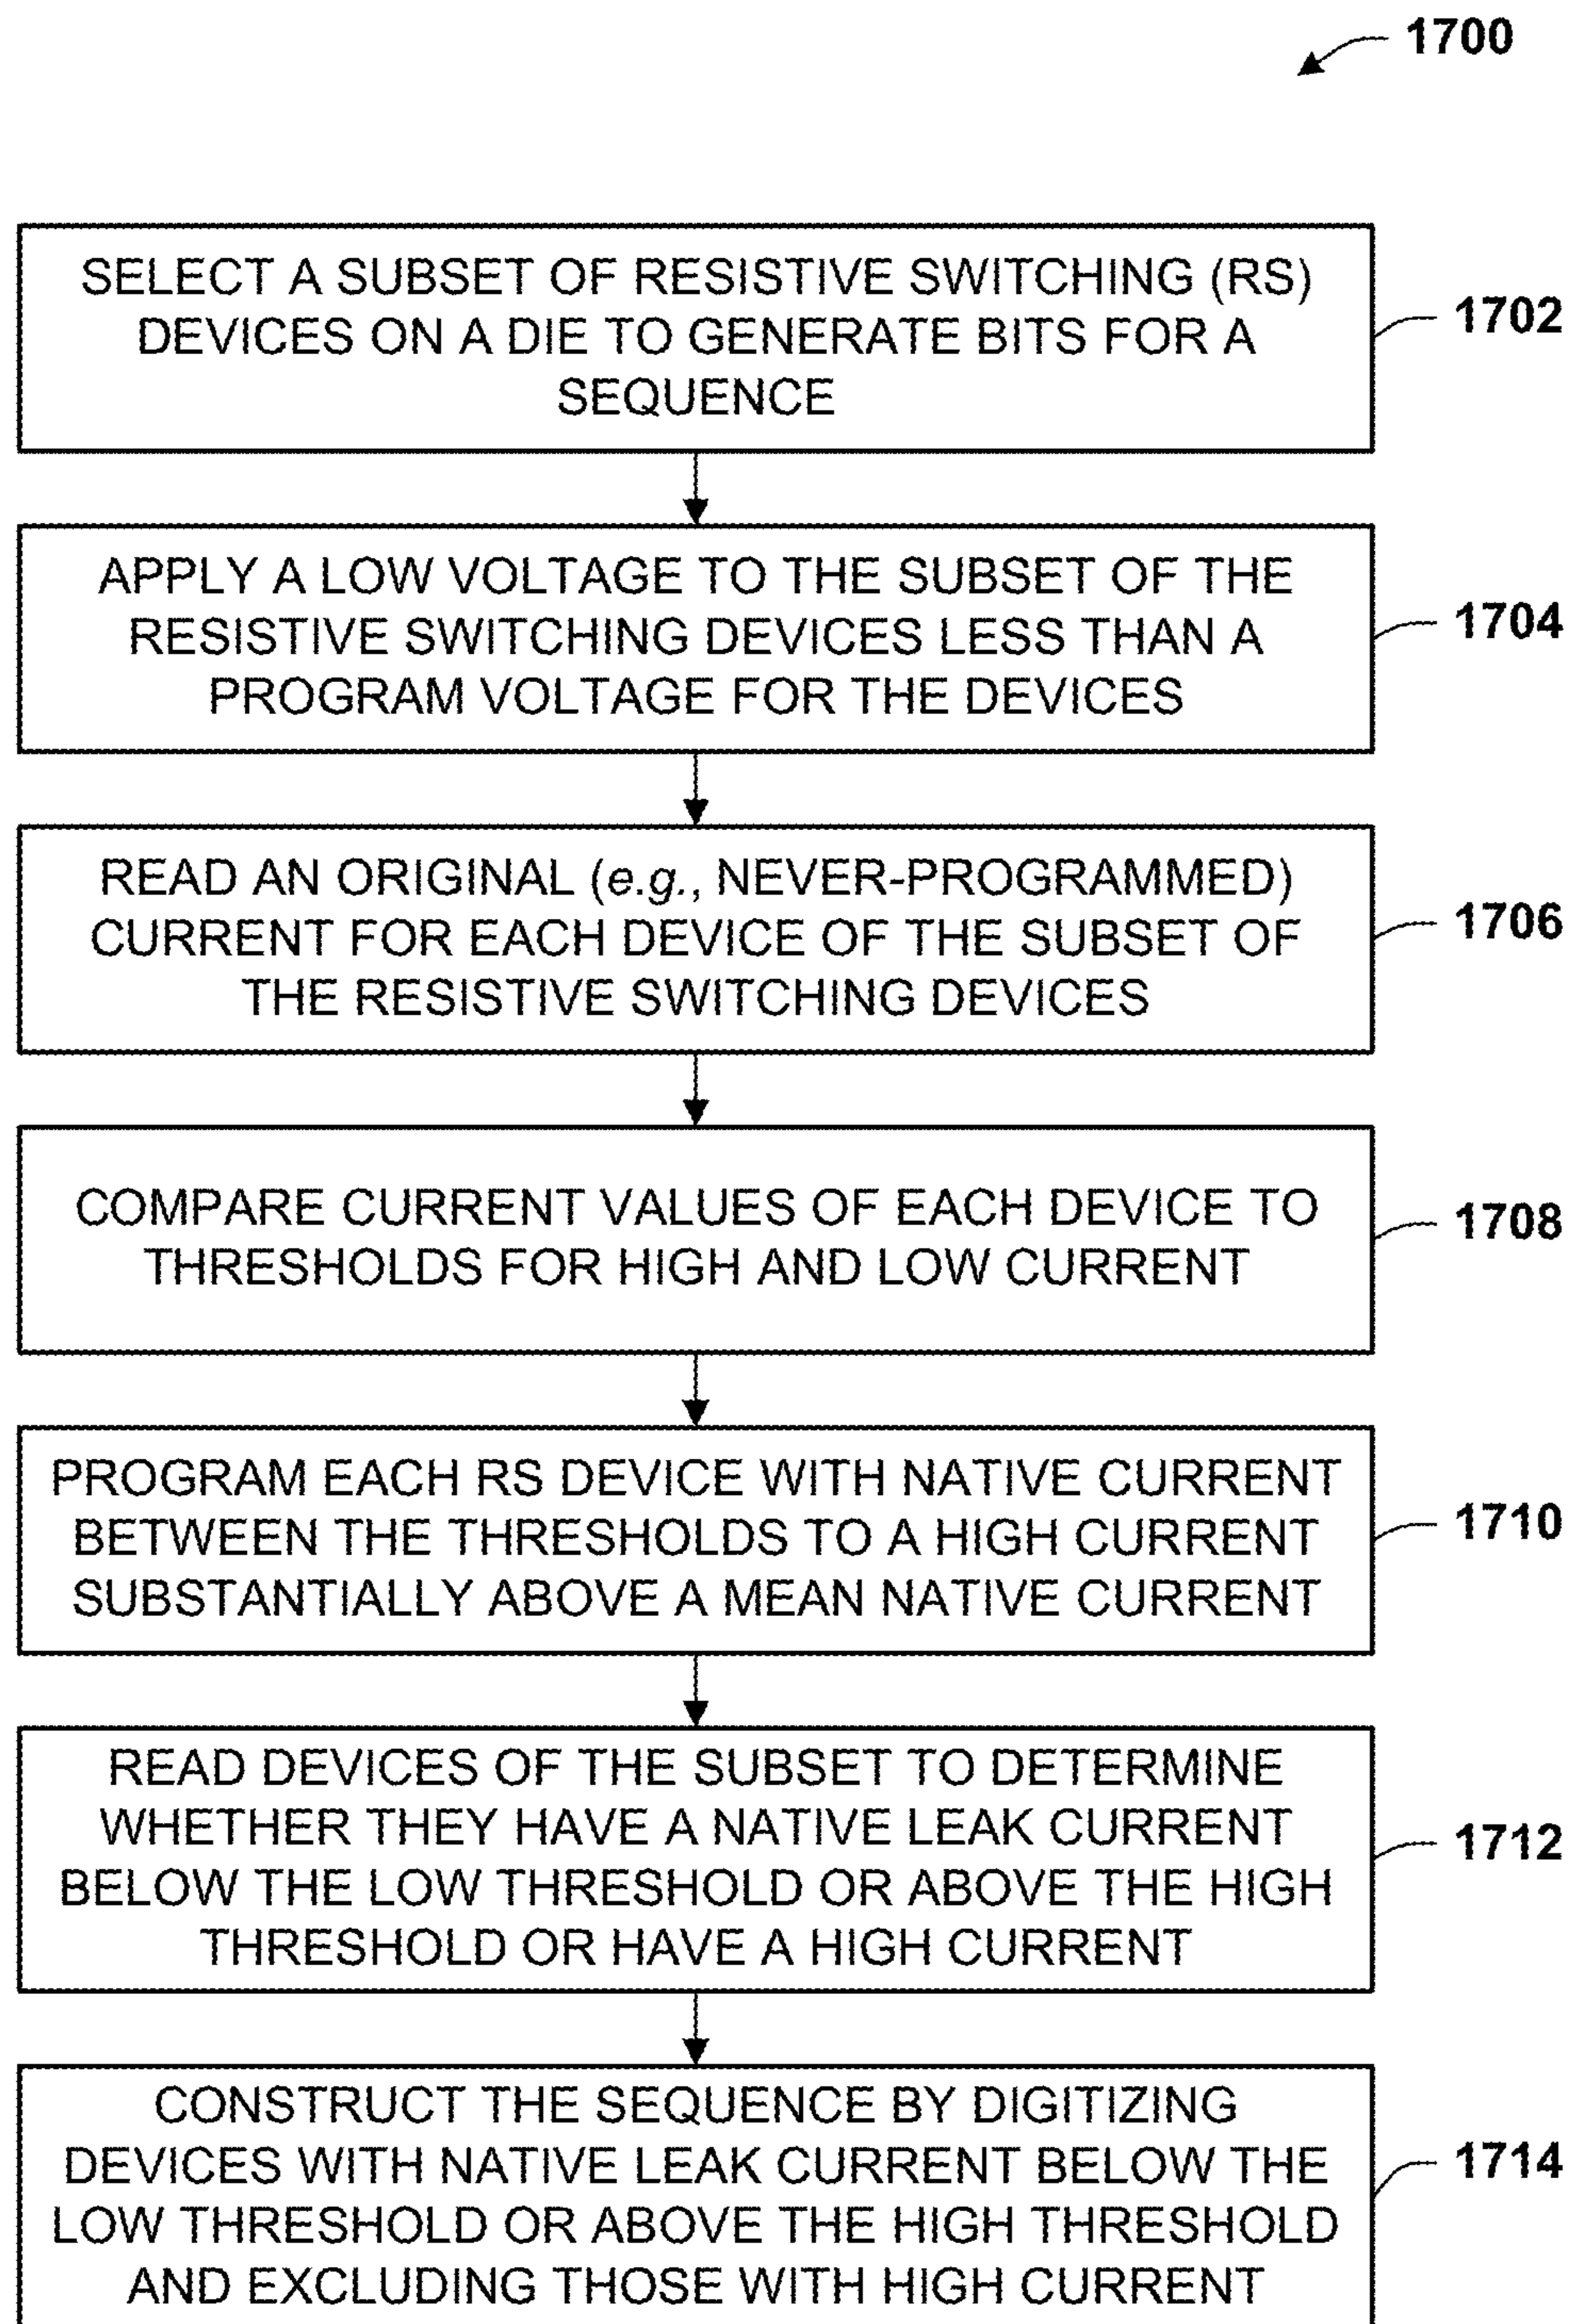 1700
SELECT A SUBSET OF RESISTIVE SWITCHING (RS)
DEVICES ON A DIE TO GENERATE BITS FOR A
SEQUENCE
1702
APPLY A LOW VOLTAGE TO THE SUBSET OF THE
RESISTIVE SWITCHING DEVICES LESS THAN A
PROGRAM VOLTAGE FOR THE DEVICES
1704
READ AN ORIGINAL (e.g., NEVER-PROGRAMMED)
CURRENT FOR EACH DEVICE OF THE SUBSET OF
THE RESISTIVE SWITCHING DEVICES
1706
COMPARE CURRENT VALUES OF EACH DEVICE TO
THRESHOLDS FOR HIGH AND LOW CURRENT
1708
PROGRAM EACH RS DEVICE WITH NATIVE CURRENT
BETWEEN THE THRESHOLDS TO A HIGH CURRENT
SUBSTANTIALLY ABOVE A MEAN NATIVE CURRENT
1710
READ DEVICES OF THE SUBSET TO DETERMINE
WHETHER THEY HAVE A NATIVE LEAK CURRENT
BELOW THE LOW THRESHOLD OR ABOVE THE HIGH
THRESHOLD OR HAVE A HIGH CURRENT
1712
CONSTRUCT THE SEQUENCE BY DIGITIZING
DEVICES WITH NATIVE LEAK CURRENT BELOW THE
LOW THRESHOLD OR ABOVE THE HIGH THRESHOLD
AND EXCLUDING THOSE WITH HIGH CURRENT
1714